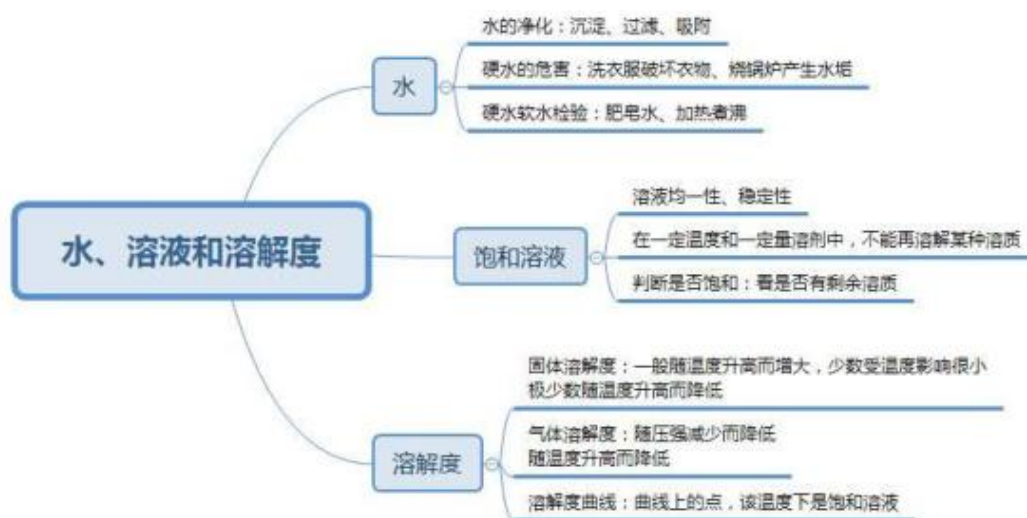 水、溶液和溶解度
水
水的净化：沉淀、过滤、吸附
硬水的危害：洗衣服破坏衣物、烧锅炉产生水垢
硬水软水检验：肥皂水、加热煮沸
饱和溶液
溶液均一性、稳定性
在一定温度和一定量溶剂中，不能再溶解某种溶质
判断是否饱和：看是否有剩余溶质
溶解度
固体溶解度：一般随温度升高而增大，少数受温度影响很小
极少数随温度升高而降低
气体溶解度：随压强减少而降低
随温度升高而降低
溶解度曲线：曲线上的点，该温度下是饱和溶液